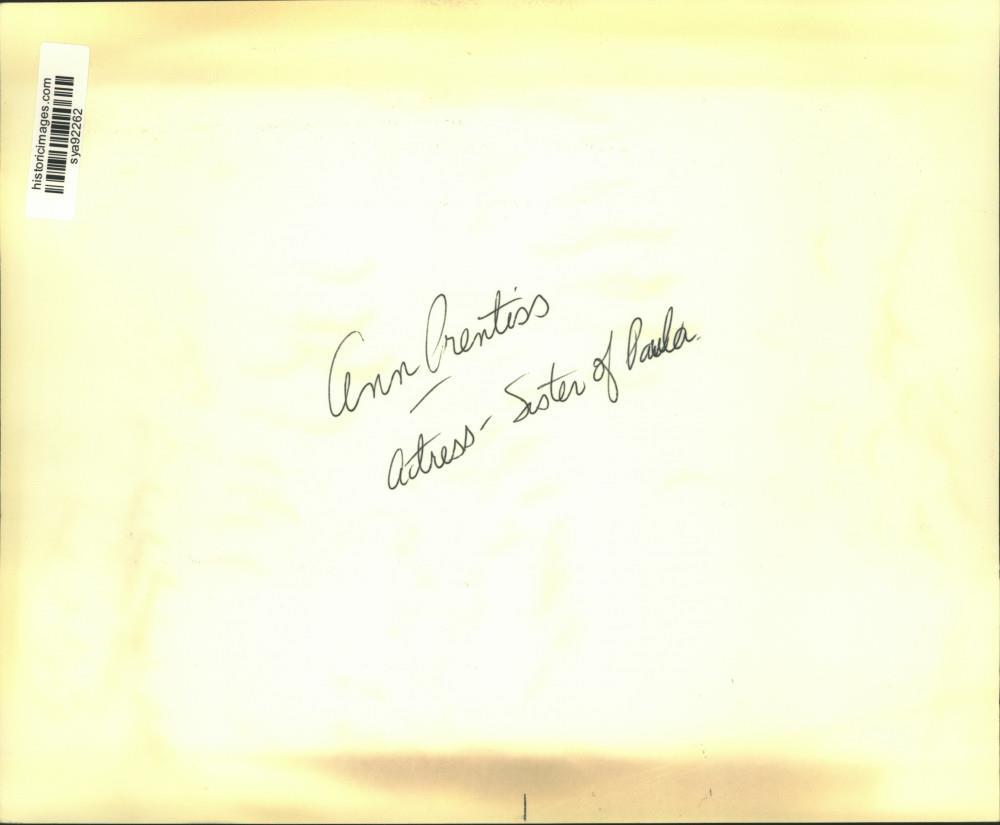 historicimages.com
sya92262
Ann Prentiss
Actress - Sister of Paula.